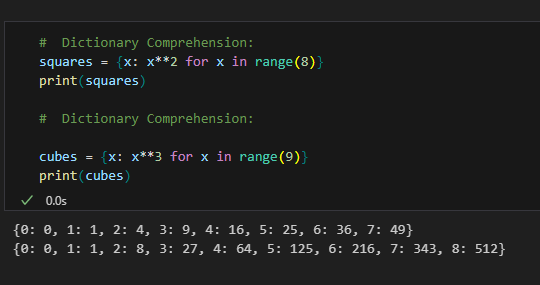 #  Dictionary Comprehension:
squares = {x: x**2 for x in range(8)}
print(squares)
#  Dictionary Comprehension:
cubes = {x: x**3 for x in range(9)}
print(cubes)
0.0s
{0: 0, 1: 1, 2: 4, 3: 9, 4: 16, 5: 25, 6: 36, 7: 49}
{0: 0, 1: 1, 2: 8, 3: 27, 4: 64, 5: 125, 6: 216, 7: 343, 8: 512}